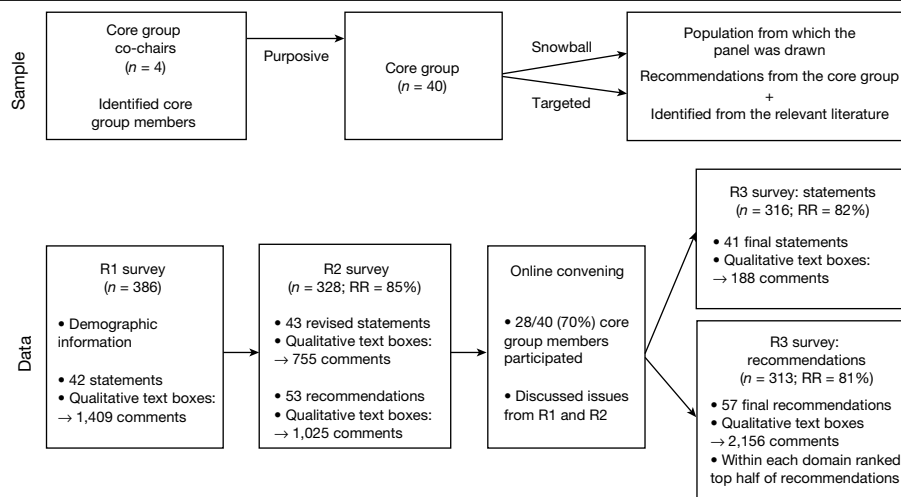 Sample
Core group
co-chairs
(n = 4)
Identified core
group members
Purposive
Core group
(n = 40)
Snowball
Targeted
Population from which the
panel was drawn
Recommendations from the core group
+
Identified from the relevant literature
Data
R1 survey
(n = 386)
• Demographic
information
• 42 statements
• Qualitative text boxes:
→ 1,409 comments
R2 survey
(n = 328; RR = 85%)
• 43 revised statements
• Qualitative text boxes:
→ 755 comments
• 53 recommendations
• Qualitative text boxes:
→ 1,025 comments
Online convening
• 28/40 (70%) core
group members
participated
• Discussed issues
from R1 and R2
R3 survey: statements
(n = 316; RR = 82%)
• 41 final statements
• Qualitative text boxes:
→ 188 comments
R3 survey:
recommendations
(n = 313; RR = 81%)
• 57 final recommendations
• Qualitative text boxes
→ 2,156 comments
• Within each domain ranked
top half of recommendations